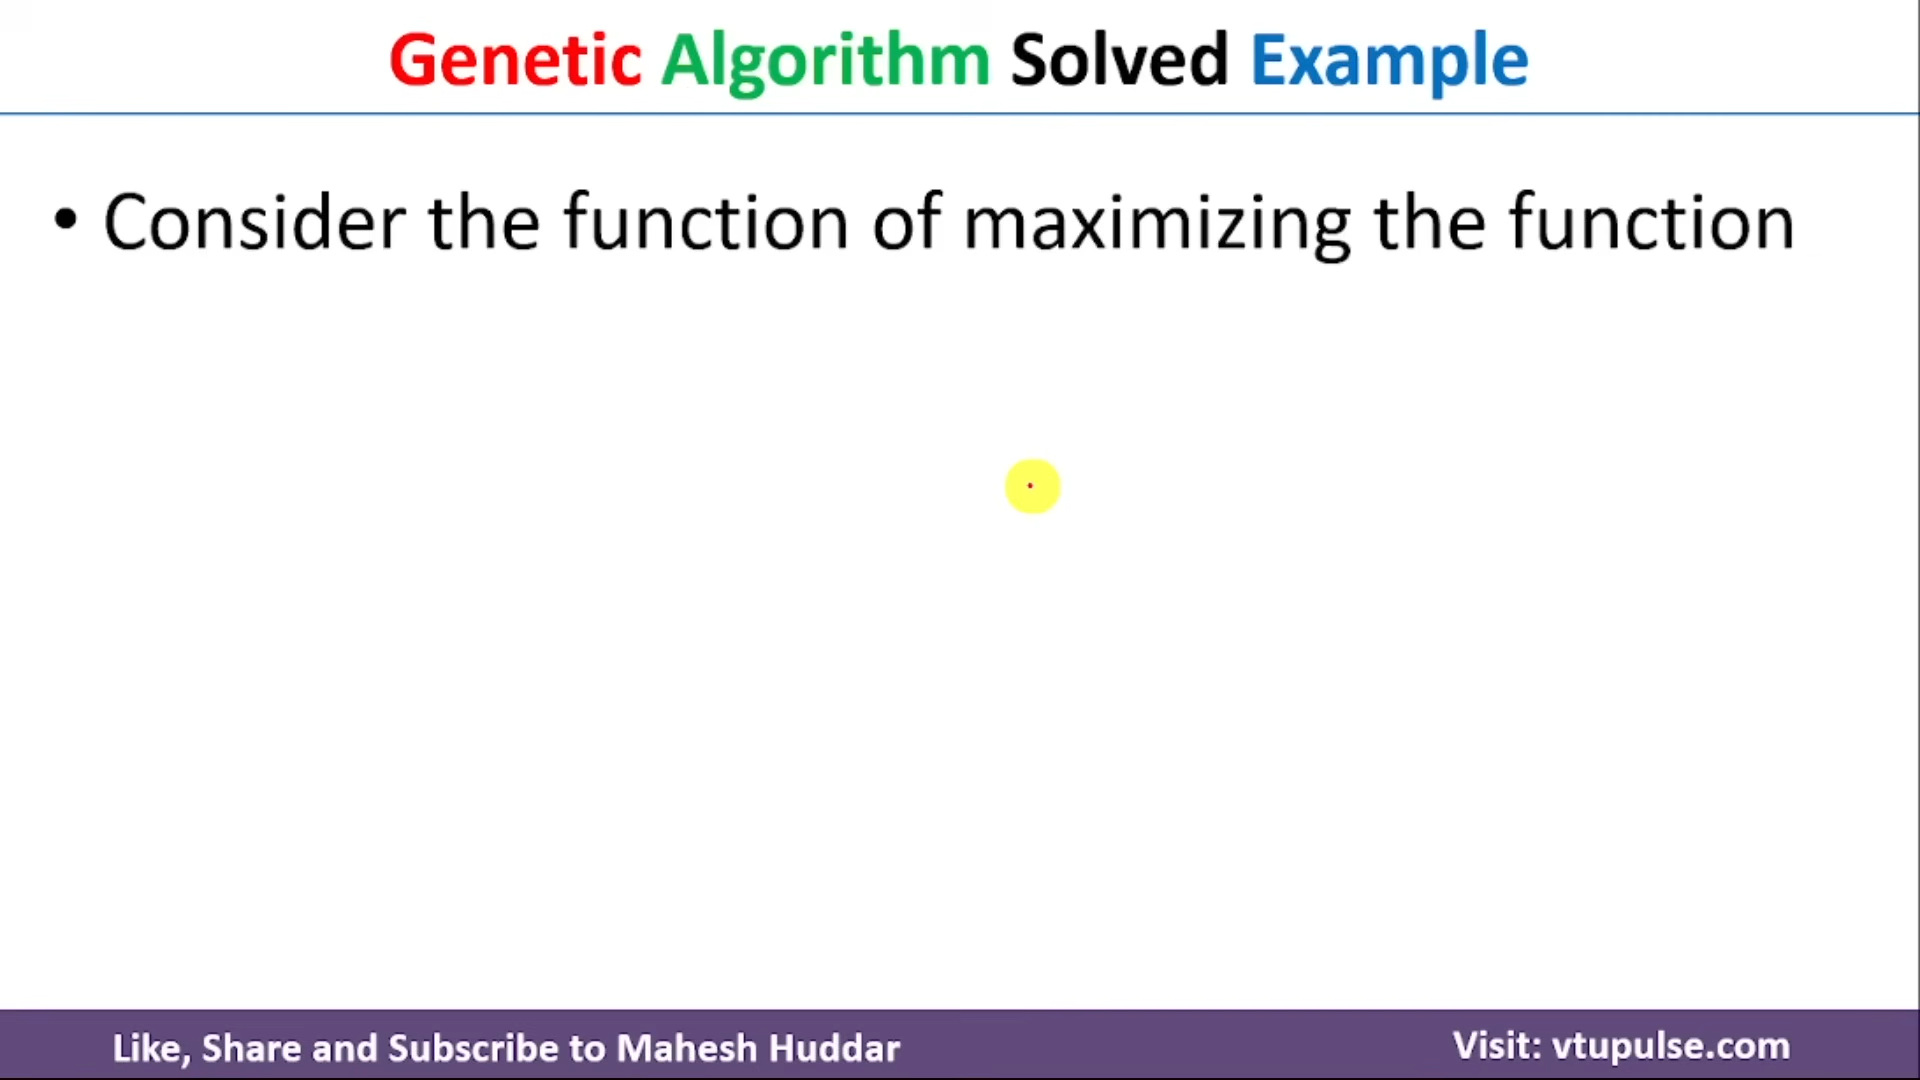 Genetic Algorithm Solved Example
• Consider the function of maximizing the function
Like, Share and Subscribe to Mahesh Huddar
Visit: vtupulse.com